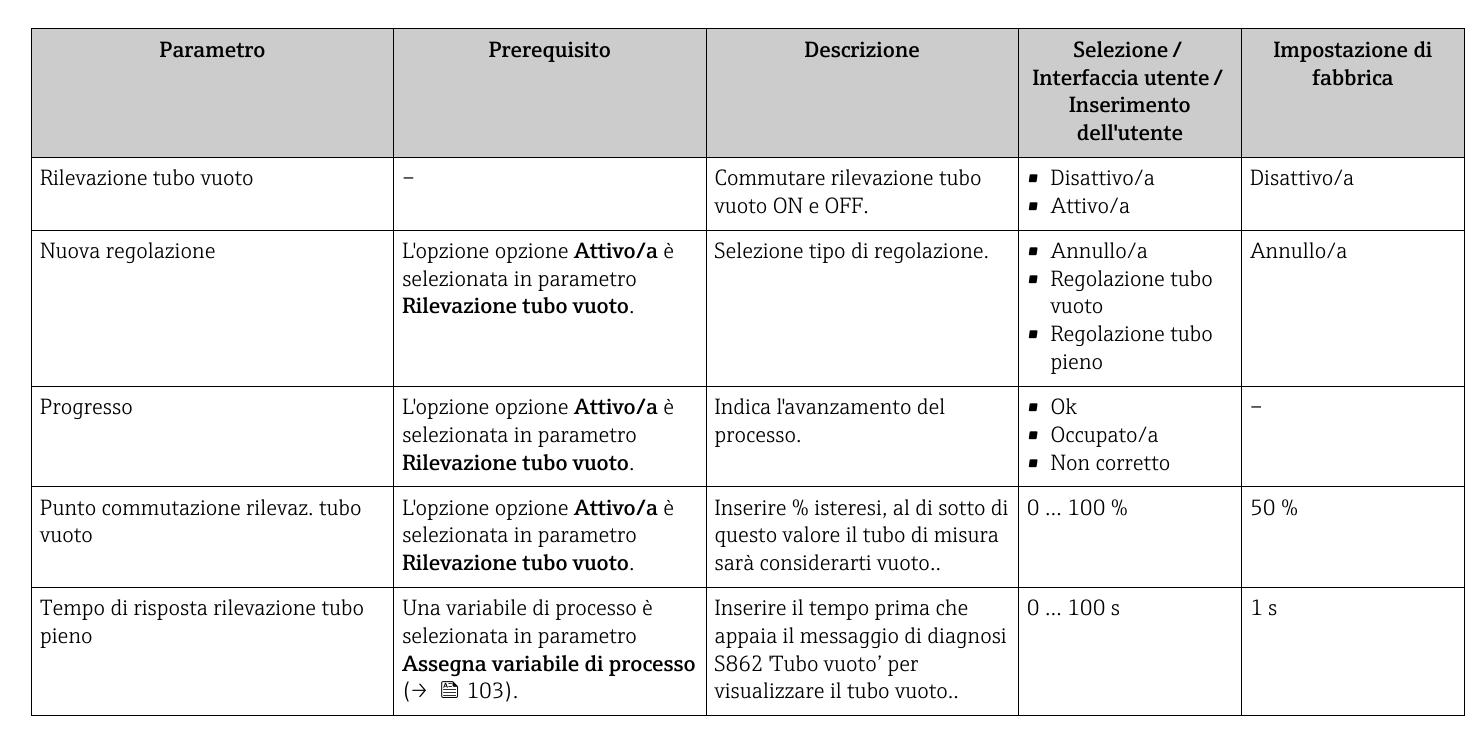 Parametro
Prerequisito
Descrizione
Selezione /
Interfaccia utente /
Inserimento
dell'utente
Impostazione di
fabbrica
Rilevazione tubo vuoto
–
Commutare rilevazione tubo
vuoto ON e OFF.
▪ Disattivo/a
▪ Attivo/a
Disattivo/a
Nuova regolazione
L'opzione opzione Attivo/a è
selezionata in parametro
Rilevazione tubo vuoto.
Selezione tipo di regolazione.
▪ Annullo/a
▪ Regolazione tubo
vuoto
▪ Regolazione tubo
pieno
Annullo/a
Progresso
L'opzione opzione Attivo/a è
selezionata in parametro
Rilevazione tubo vuoto.
Indica l'avanzamento del
processo.
▪ Ok
▪ Occupato/a
▪ Non corretto
–
Punto commutazione rilevaz. tubo
vuoto
L'opzione opzione Attivo/a è
selezionata in parametro
Rilevazione tubo vuoto.
Inserire % isteresi, al di sotto di
questo valore il tubo di misura
sarà considerarti vuoto..
0 … 100 %
50 %
Tempo di risposta rilevazione tubo
pieno
Una variabile di processo è
selezionata in parametro
Assegna variabile di processo
(→ 103).
Inserire il tempo prima che
appaia il messaggio di diagnosi
S862 'Tubo vuoto’ per
visualizzare il tubo vuoto..
0 … 100 s
1 s